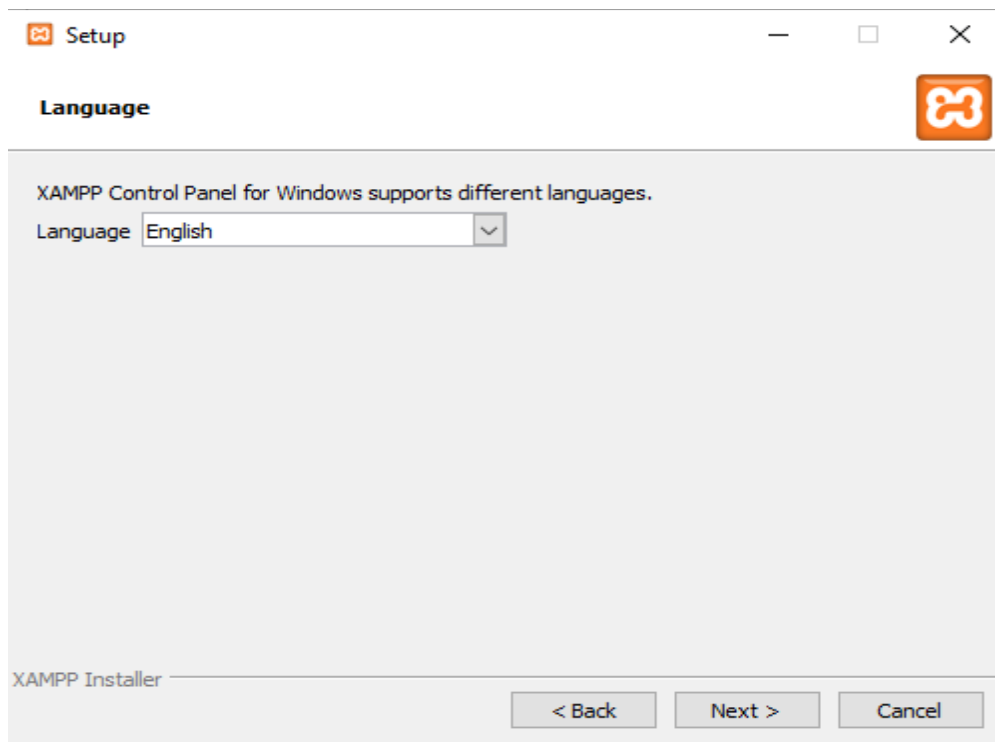 Setup
Language
XAMPP Control Panel for Windows supports different languages.
Language English
XAMPP Installer
< Back Next > Cancel